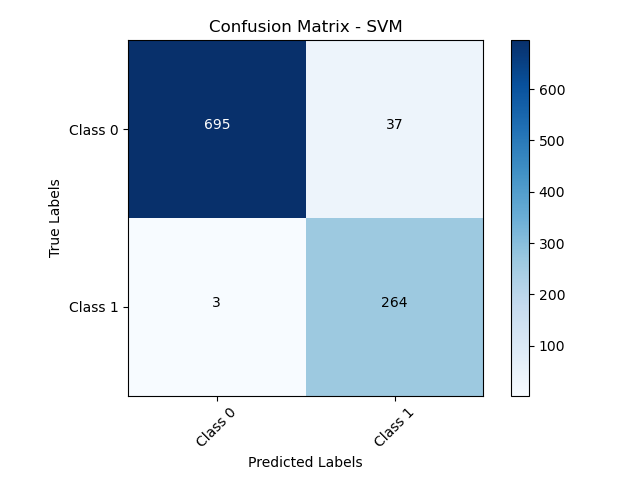 Confusion Matrix - SVM
Class 0
695
37
Class 1
3
264
True Labels
Class 0
Class 1
Predicted Labels
600
500
400
300
200
100